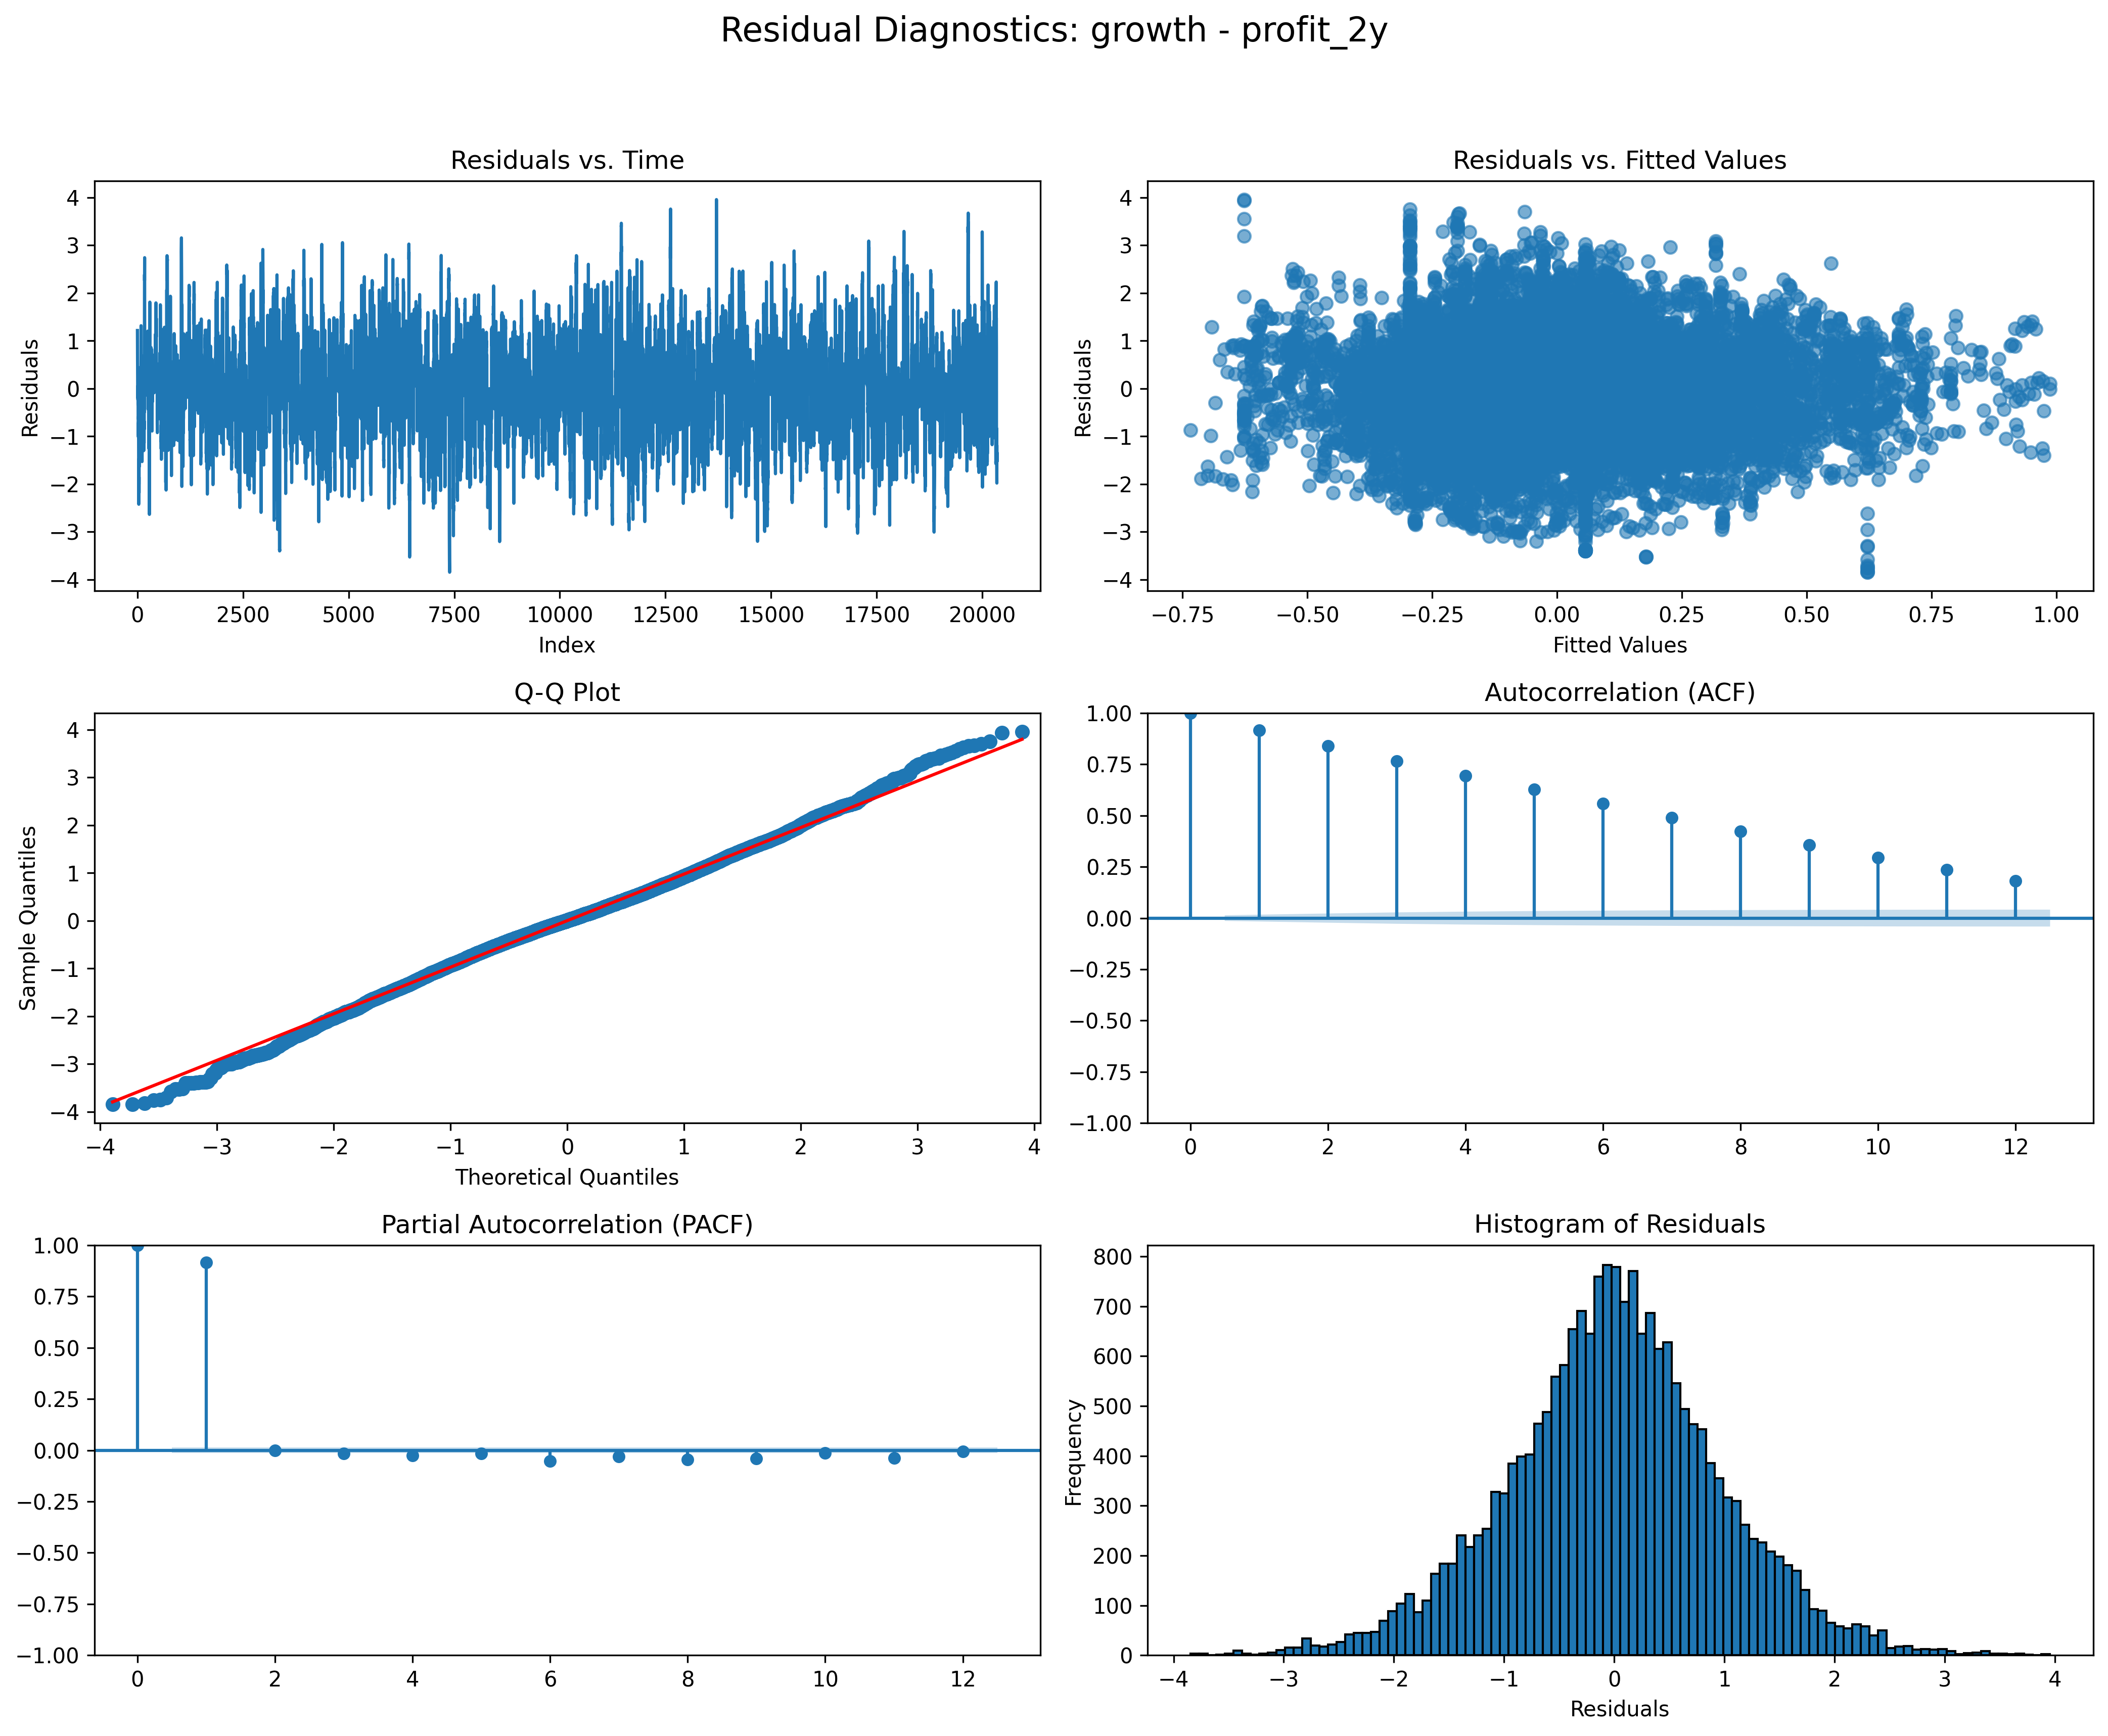 Residual Diagnostics: growth - profit_2y
Residuals vs. Time
4
3
2
1
0
−1
−2
−3
−4
Residuals
0 2500 5000 7500 10000 12500 15000 17500 20000
Index
Residuals vs. Fitted Values
4
3
2
1
0
−1
−2
−3
−4
Residuals
−0.75 −0.50 −0.25 0.00 0.25 0.50 0.75 1.00
Fitted Values
Q-Q Plot
4
3
2
1
0
−1
−2
−3
−4
Sample Quantiles
−4 −3 −2 −1 0 1 2 3 4
Theoretical Quantiles
Autocorrelation (ACF)
1.00
0.75
0.50
0.25
0.00
−0.25
−0.50
−0.75
−1.00
0 2 4 6 8 10 12
Partial Autocorrelation (PACF)
1.00
0.75
0.50
0.25
0.00
−0.25
−0.50
−0.75
−1.00
0 2 4 6 8 10 12
Histogram of Residuals
800
700
600
500
400
300
200
100
0
Frequency
−4 −3 −2 −1 0 1 2 3 4
Residuals